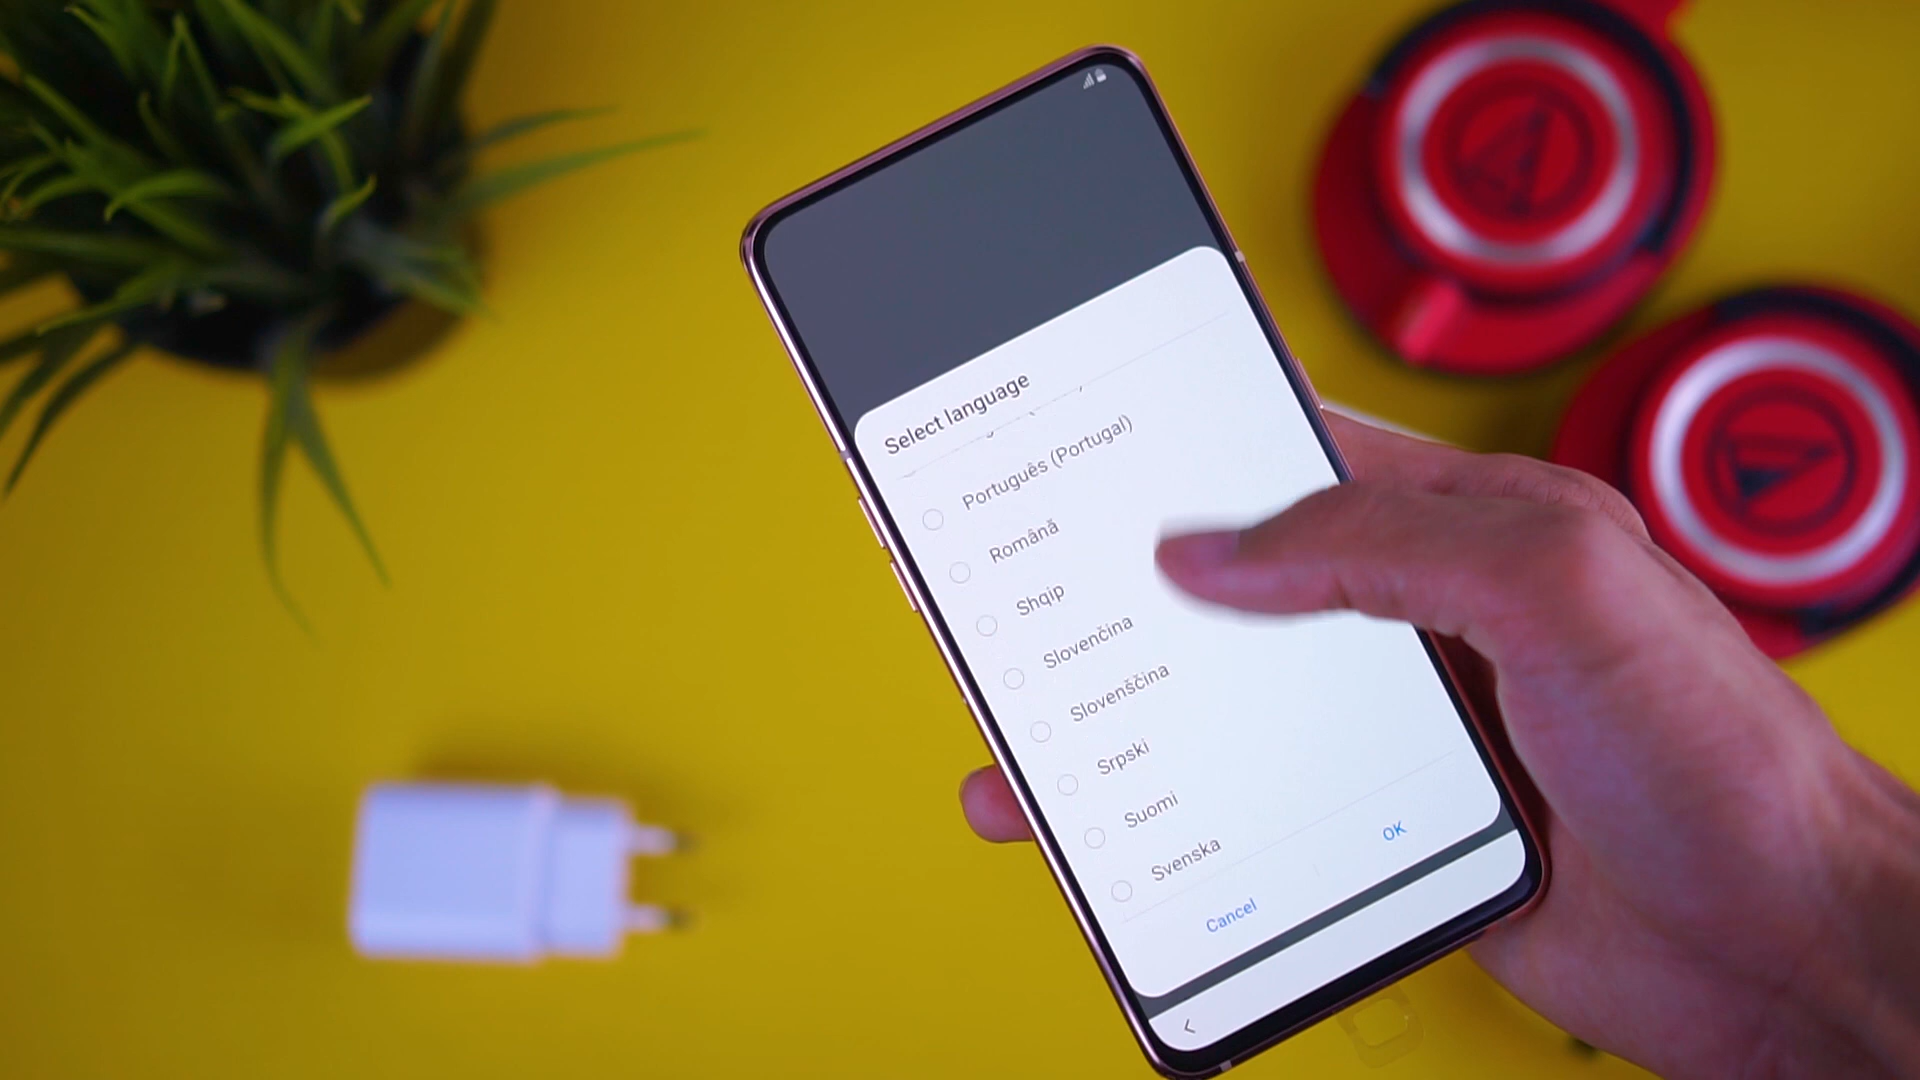 Select language
Português (Portugal)
Română
Shqip
Slovenčina
Slovenščina
Srpski
Suomi
Svenska
Cancel
OK